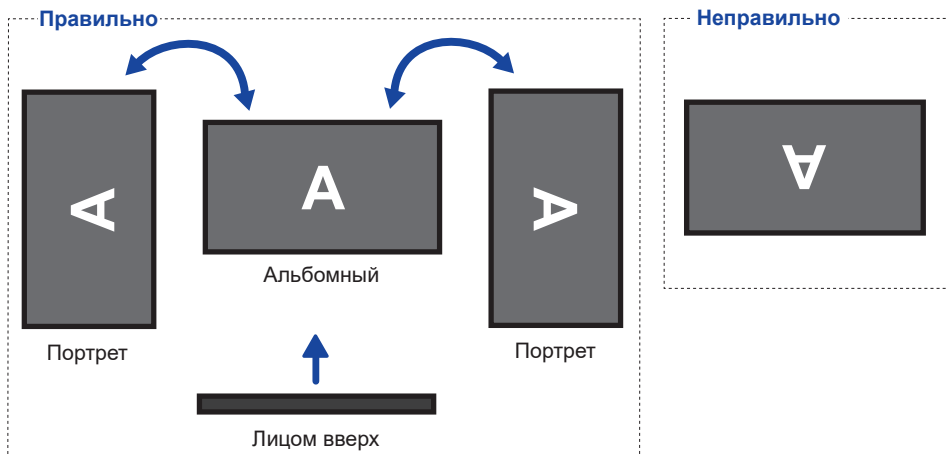 Правильно
Неправильно
A
A
A
A
Альбомный
Портрет
Портрет
Лицом вверх